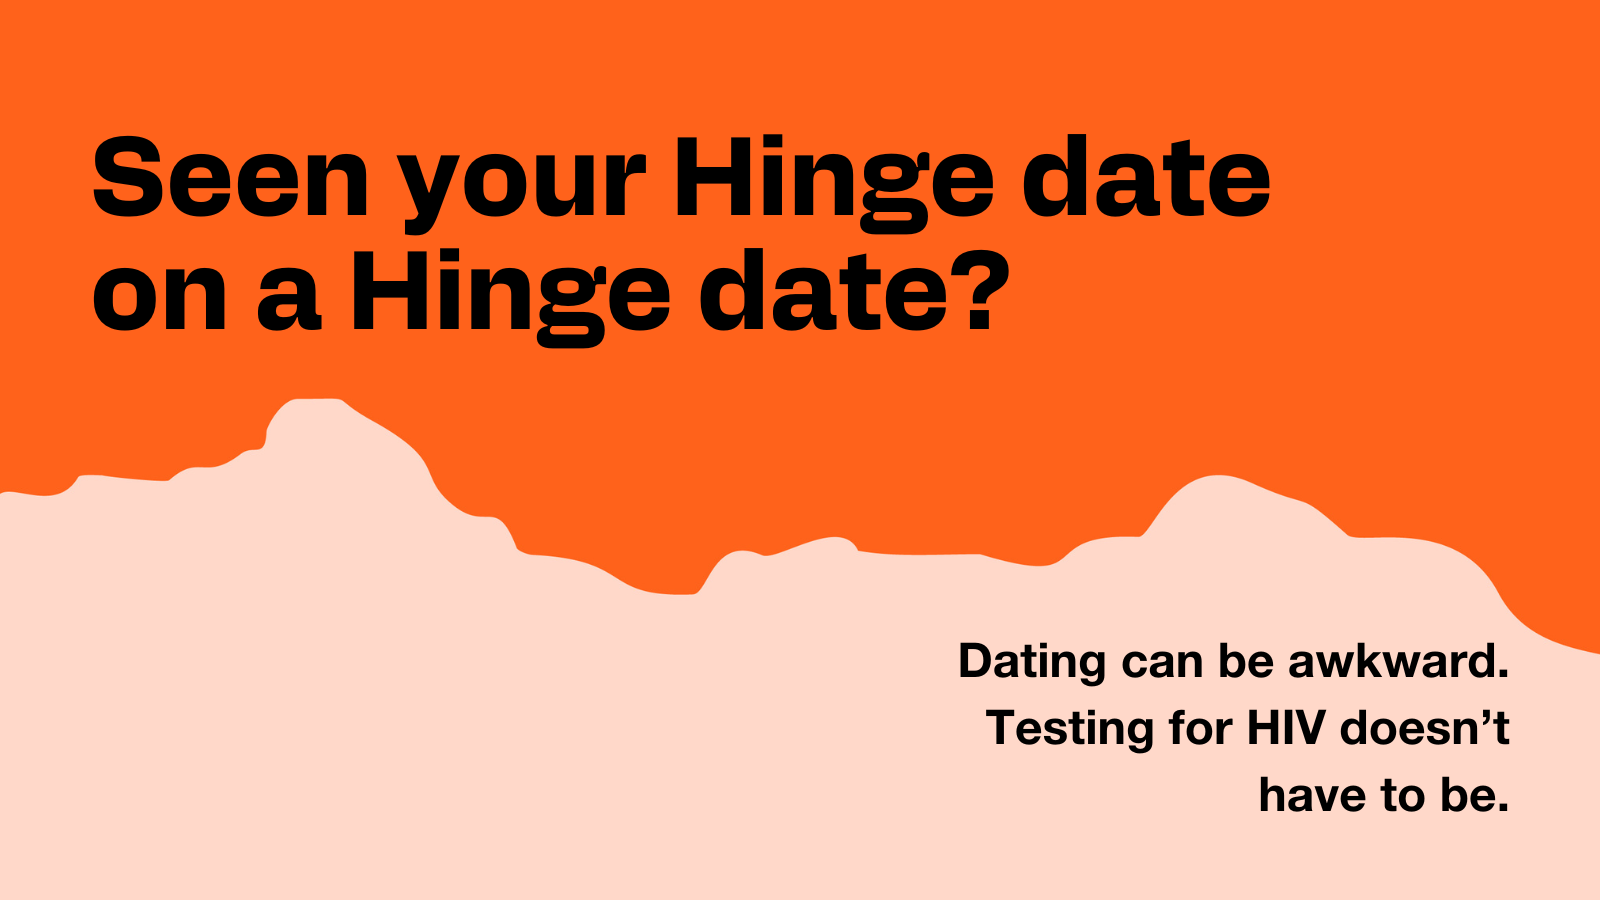 Seen your Hinge date
on a Hinge date?
Dating can be awkward.
Testing for HIV doesn’t
have to be.